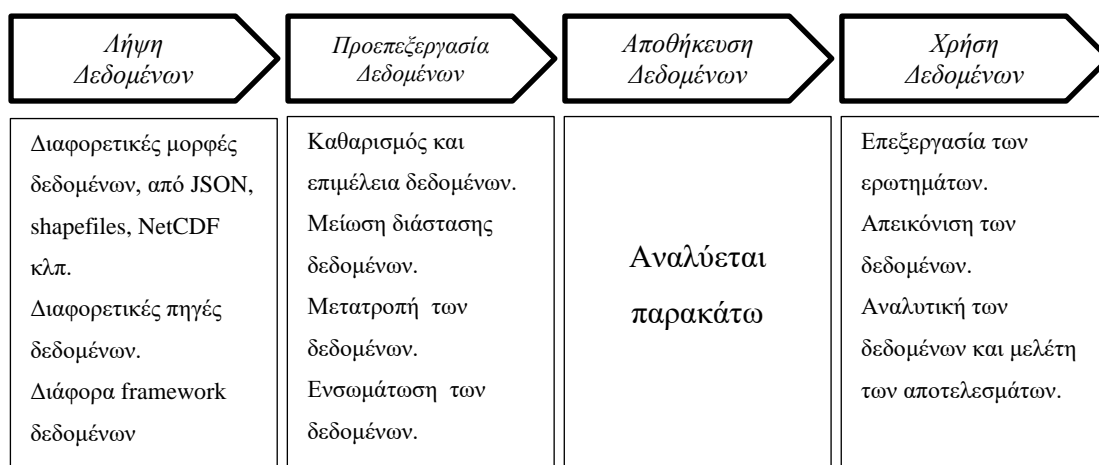 Λήψη
Δεδομένων
Προεπεξεργασία
Δεδομένων
Αποθήκευση
Δεδομένων
Χρήση
Δεδομένων
Διαφορετικές μορφές
δεδομένων, από JSON,
shapefiles, NetCDF
κλπ.
Διαφορετικές πηγές
δεδομένων.
Διάφορα framework
δεδομένων
Καθαρισμός και
επιμέλεια δεδομένων.
Μείωση διάστασης
δεδομένων.
Μετατροπή των
δεδομένων.
Ενσωμάτωση των
δεδομένων.
Αναλύεται
παρακάτω
Επεξεργασία των
ερωτημάτων.
Απεικόνιση των
δεδομένων.
Αναλυτική των
δεδομένων και μελέτη
των αποτελεσμάτων.